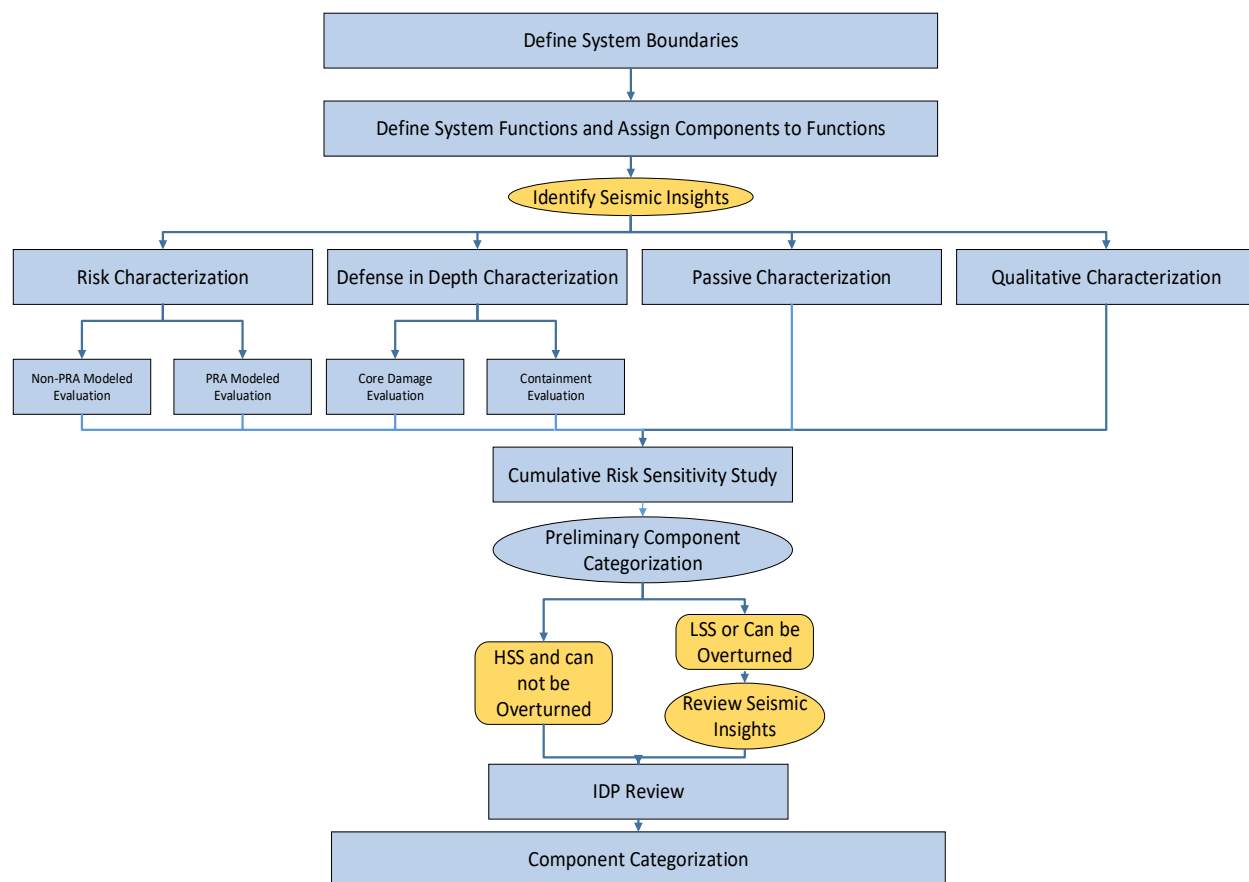 Define System Boundaries
Define System Functions and Assign Components to Functions
Identify Seismic Insights
Risk Characterization
Defense in Depth Characterization
Passive Characterization
Qualitative Characterization
Non-PRA Modeled
Evaluation
PRA Modeled
Evaluation
Core Damage
Evaluation
Containment
Evaluation
Cumulative Risk Sensitivity Study
Preliminary Component
Categorization
HSS and can
not be
Overturned
LSS or Can be
Overturned
Review Seismic
Insights
IDP Review
Component Categorization